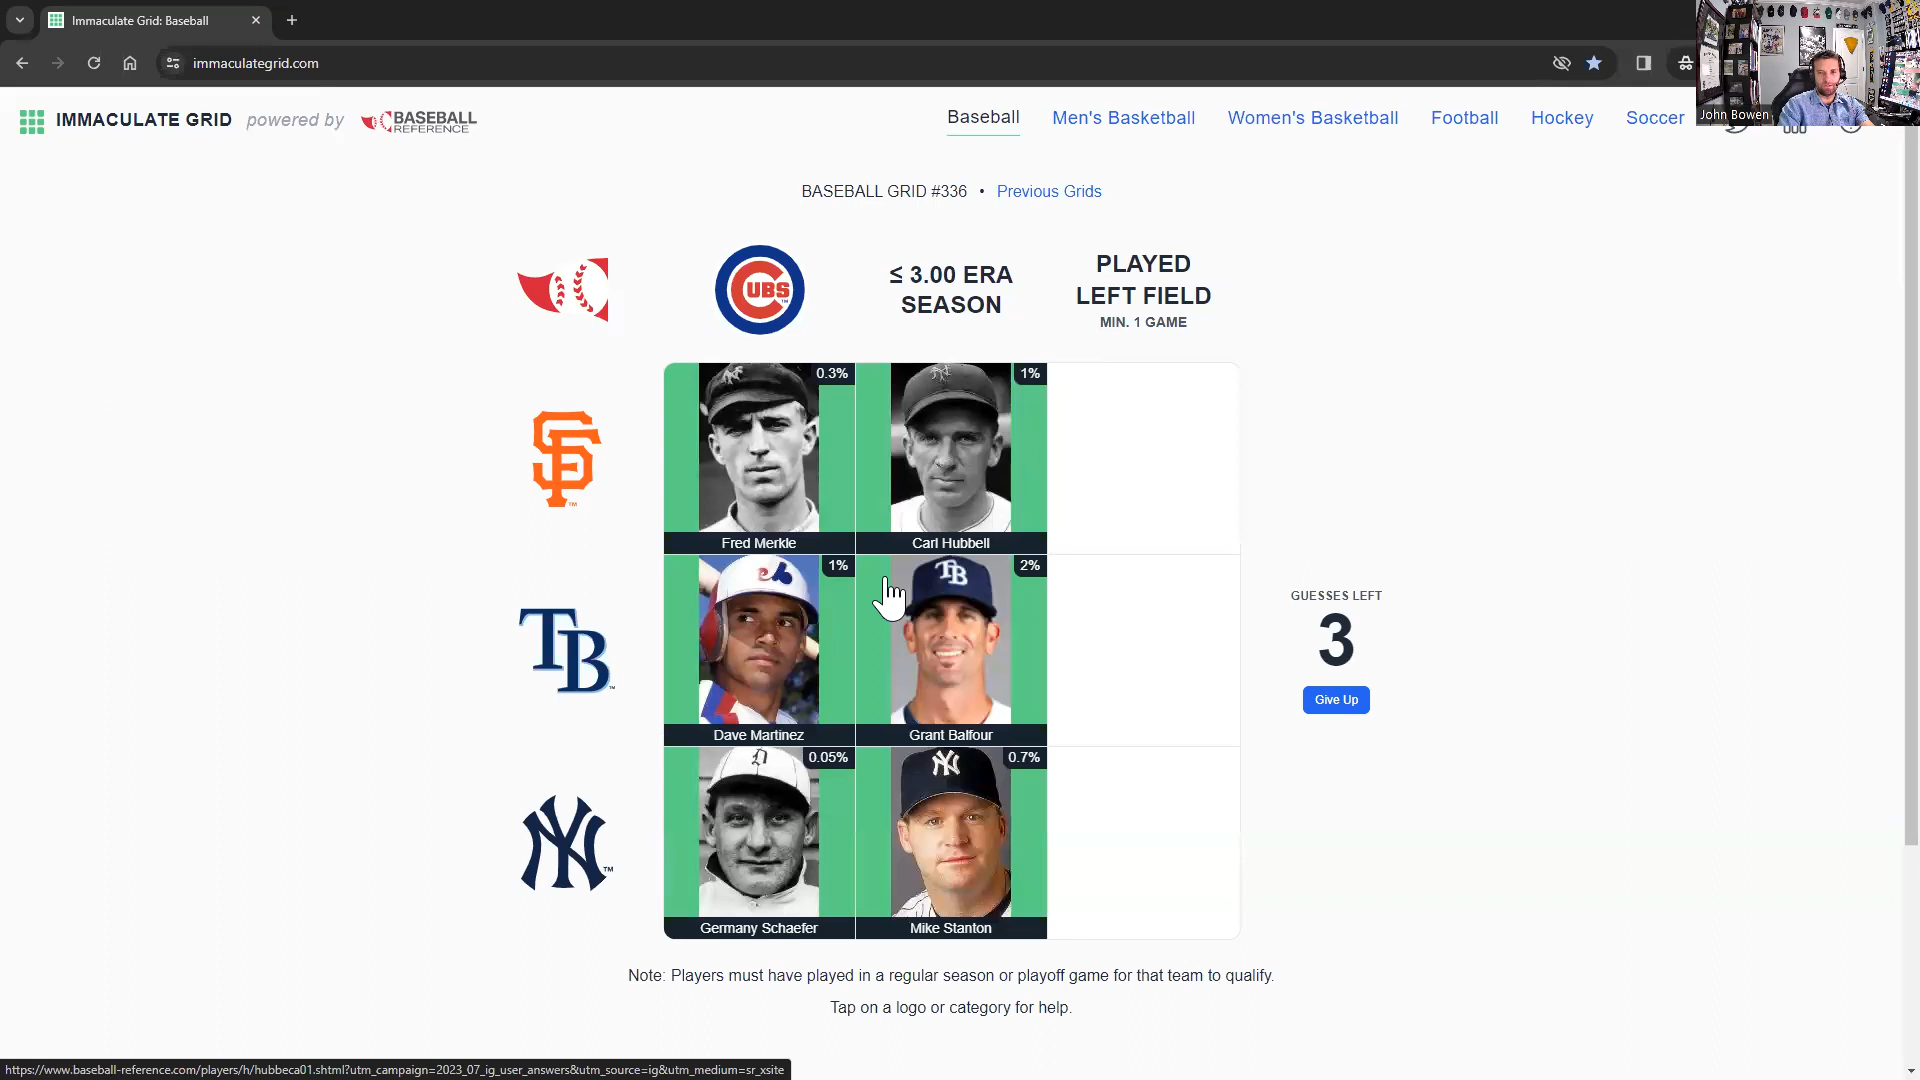 Immaculate Grid: Baseball
immaculategrid.com
John Bowen
IMMACULATE GRID powered by BASEBALL REFERENCE
Baseball Men's Basketball Women's Basketball Football Hockey Soccer
BASEBALL GRID #336 • Previous Grids
CUBS
≤ 3.00 ERA
SEASON
PLAYED
LEFT FIELD
MIN. 1 GAME
SF
0.3%
1%
Fred Merkle
Carl Hubbell
TB
1%
2%
Dave Martinez
Grant Balfour
NY
0.05%
0.7%
Germany Schaefer
Mike Stanton
GUESSES LEFT
3
Give Up
Note: Players must have played in a regular season or playoff game for that team to qualify.
Tap on a logo or category for help.
https://www.baseball-reference.com/players/h/hubbeca01.shtml?utm_campaign=2023_07_ig_user_answers&utm_source=ig&utm_medium=sr_xsite